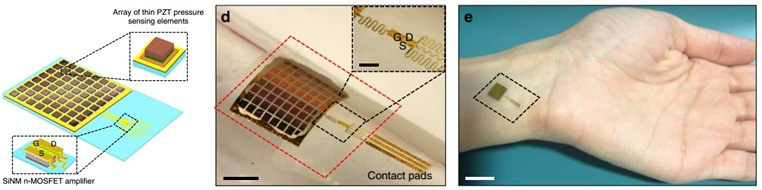 Array of thin PZT pressure
sensing elements
G D
S
SiNM n-MOSFET amplifier
d
G D
S
Contact pads
e